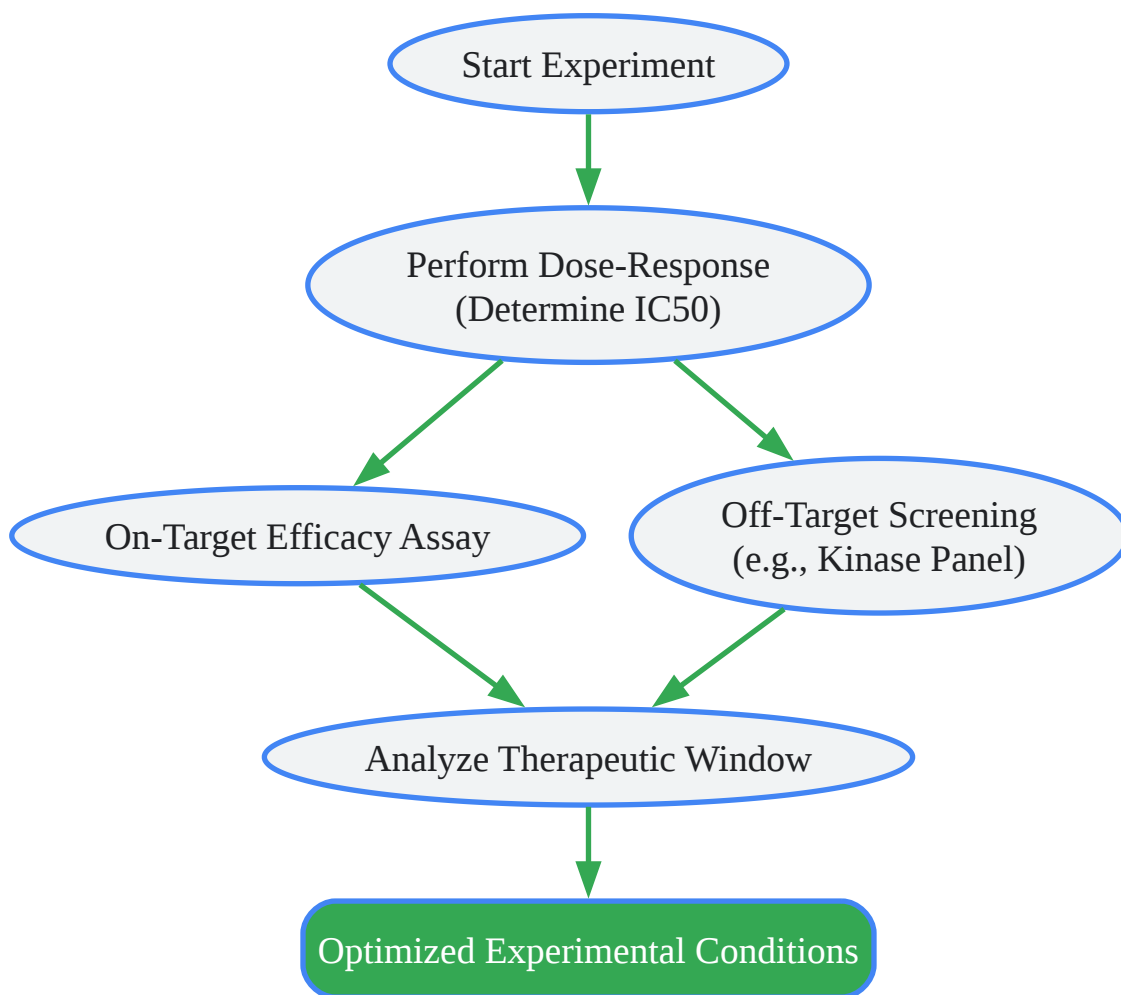 Start Experiment
Perform Dose-Response
(Determine IC50)
On-Target Efficacy Assay
Off-Target Screening
(e.g., Kinase Panel)
Analyze Therapeutic Window
Optimized Experimental Conditions